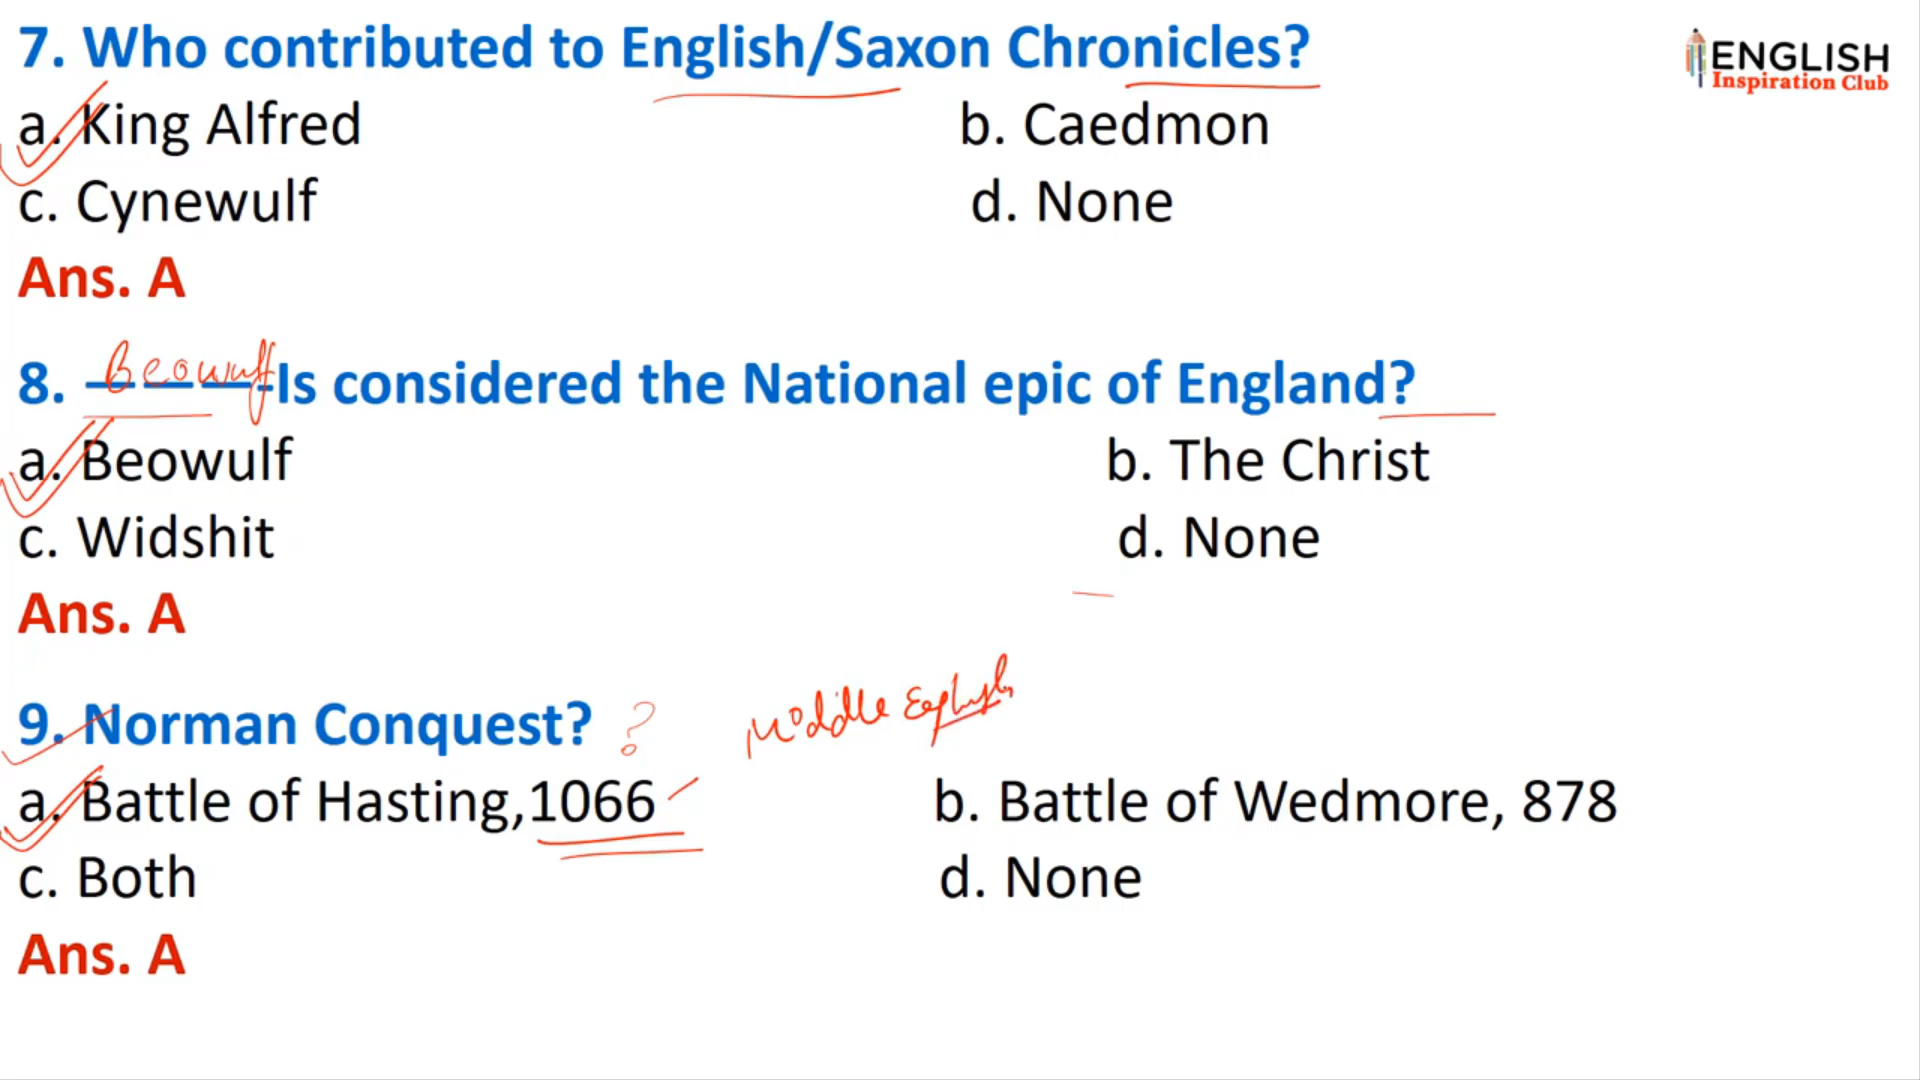 7. Who contributed to English/Saxon Chronicles?
ENGLISH
Inspiration Club
a. King Alfred b. Caedmon
c. Cynewulf d. None
Ans. A
8. Beowulf Is considered the National epic of England?
a. Beowulf b. The Christ
c. Widshit d. None
Ans. A
9. Norman Conquest? ? Middle
a. Battle of Hasting,1066 b. Battle of Wedmore, 878
c. Both d. None
Ans. A